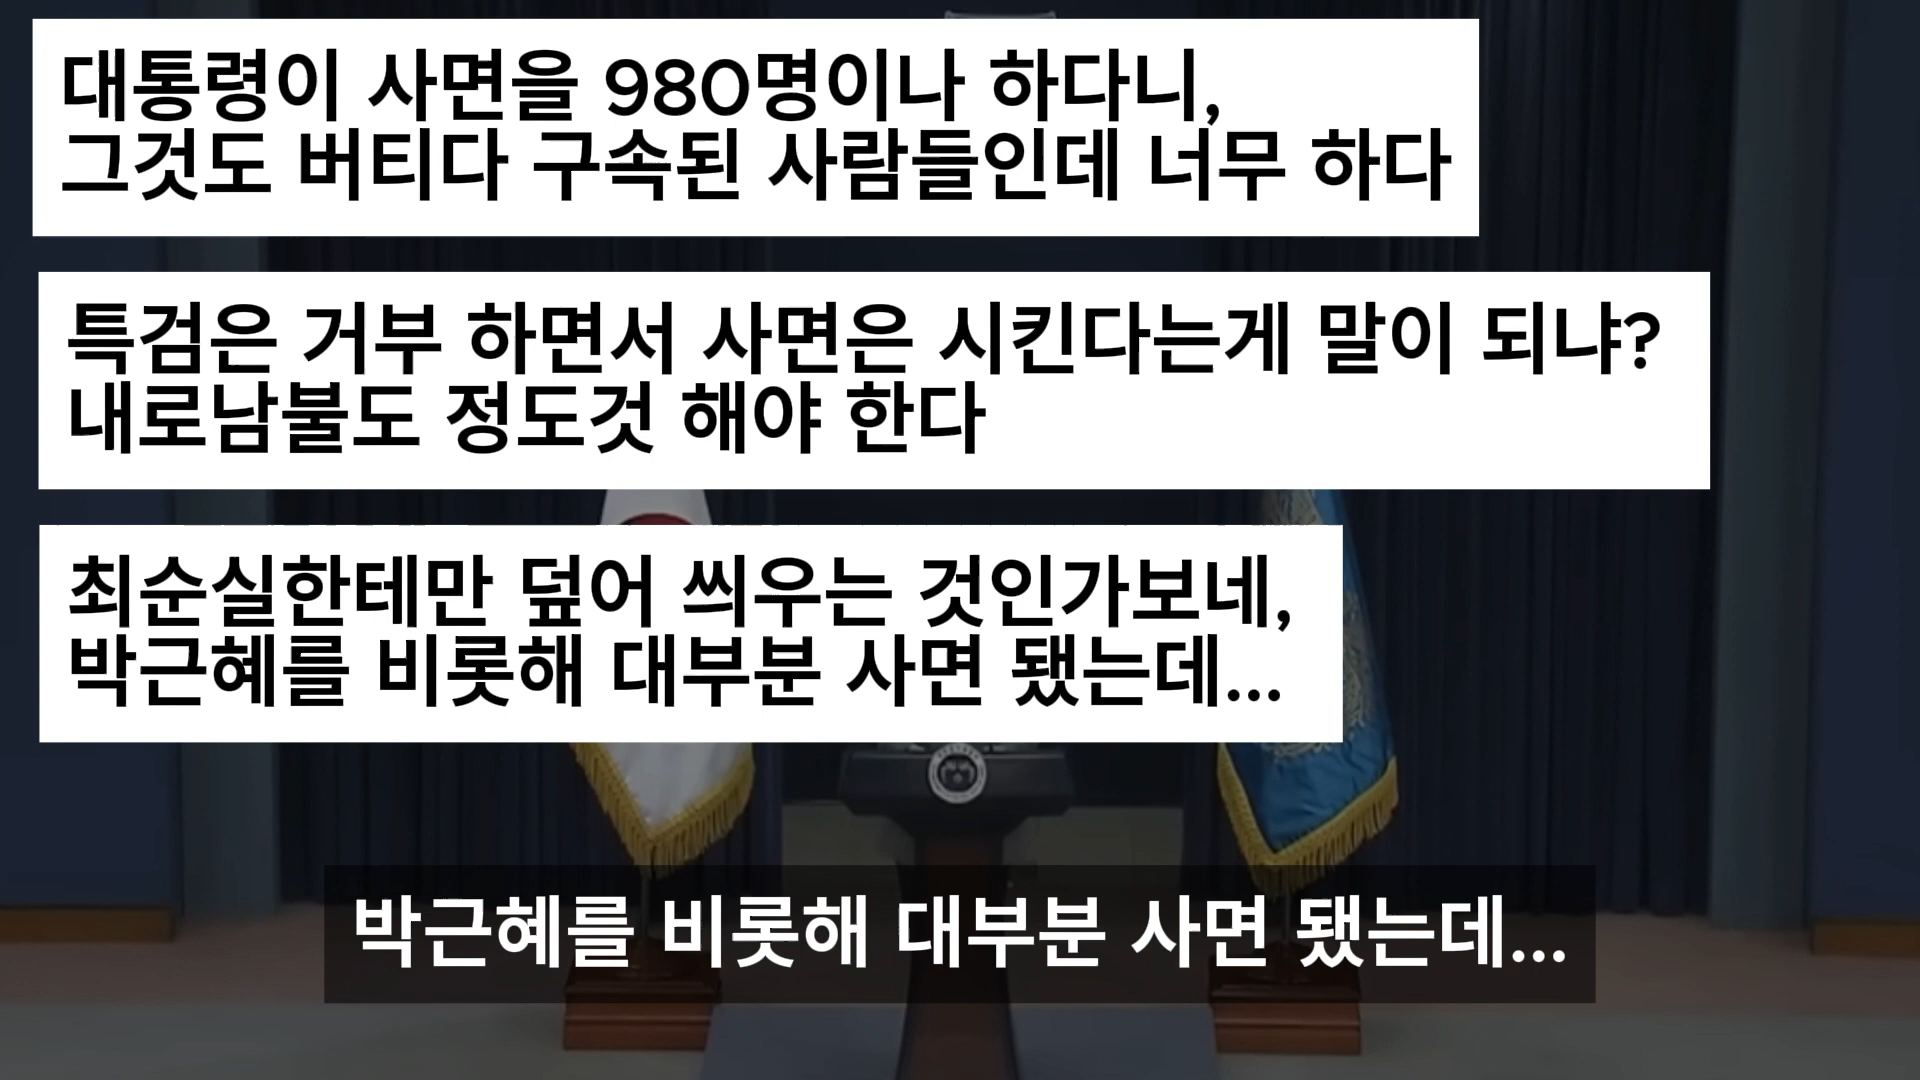 대통령이 사면을 980명이나 하다니,
그것도 버티다 구속된 사람들인데 너무 하다
특검은 거부 하면서 사면은 시킨다는게 말이 되냐?
내로남불도 정도것 해야 한다
최순실한테만 덮어 씌우는 것인가보네,
박근혜를 비롯해 대부분 사면 됐는데...
박근혜를 비롯해 대부분 사면 됐는데...